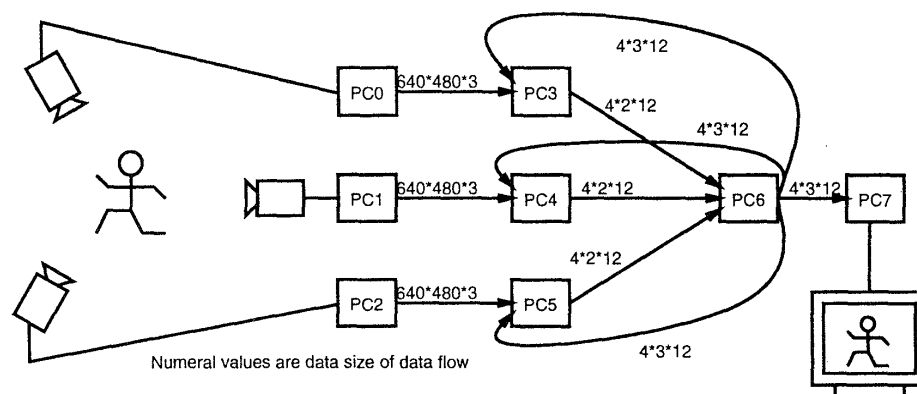 4*3*12
PC0
640*480*3
PC3
4*2*12
4*3*12
PC1
640*480*3
PC4
4*2*12
PC6
4*3*12
PC7
4*2*12
PC2
640*480*3
PC5
4*3*12
Numeral values are data size of data flow